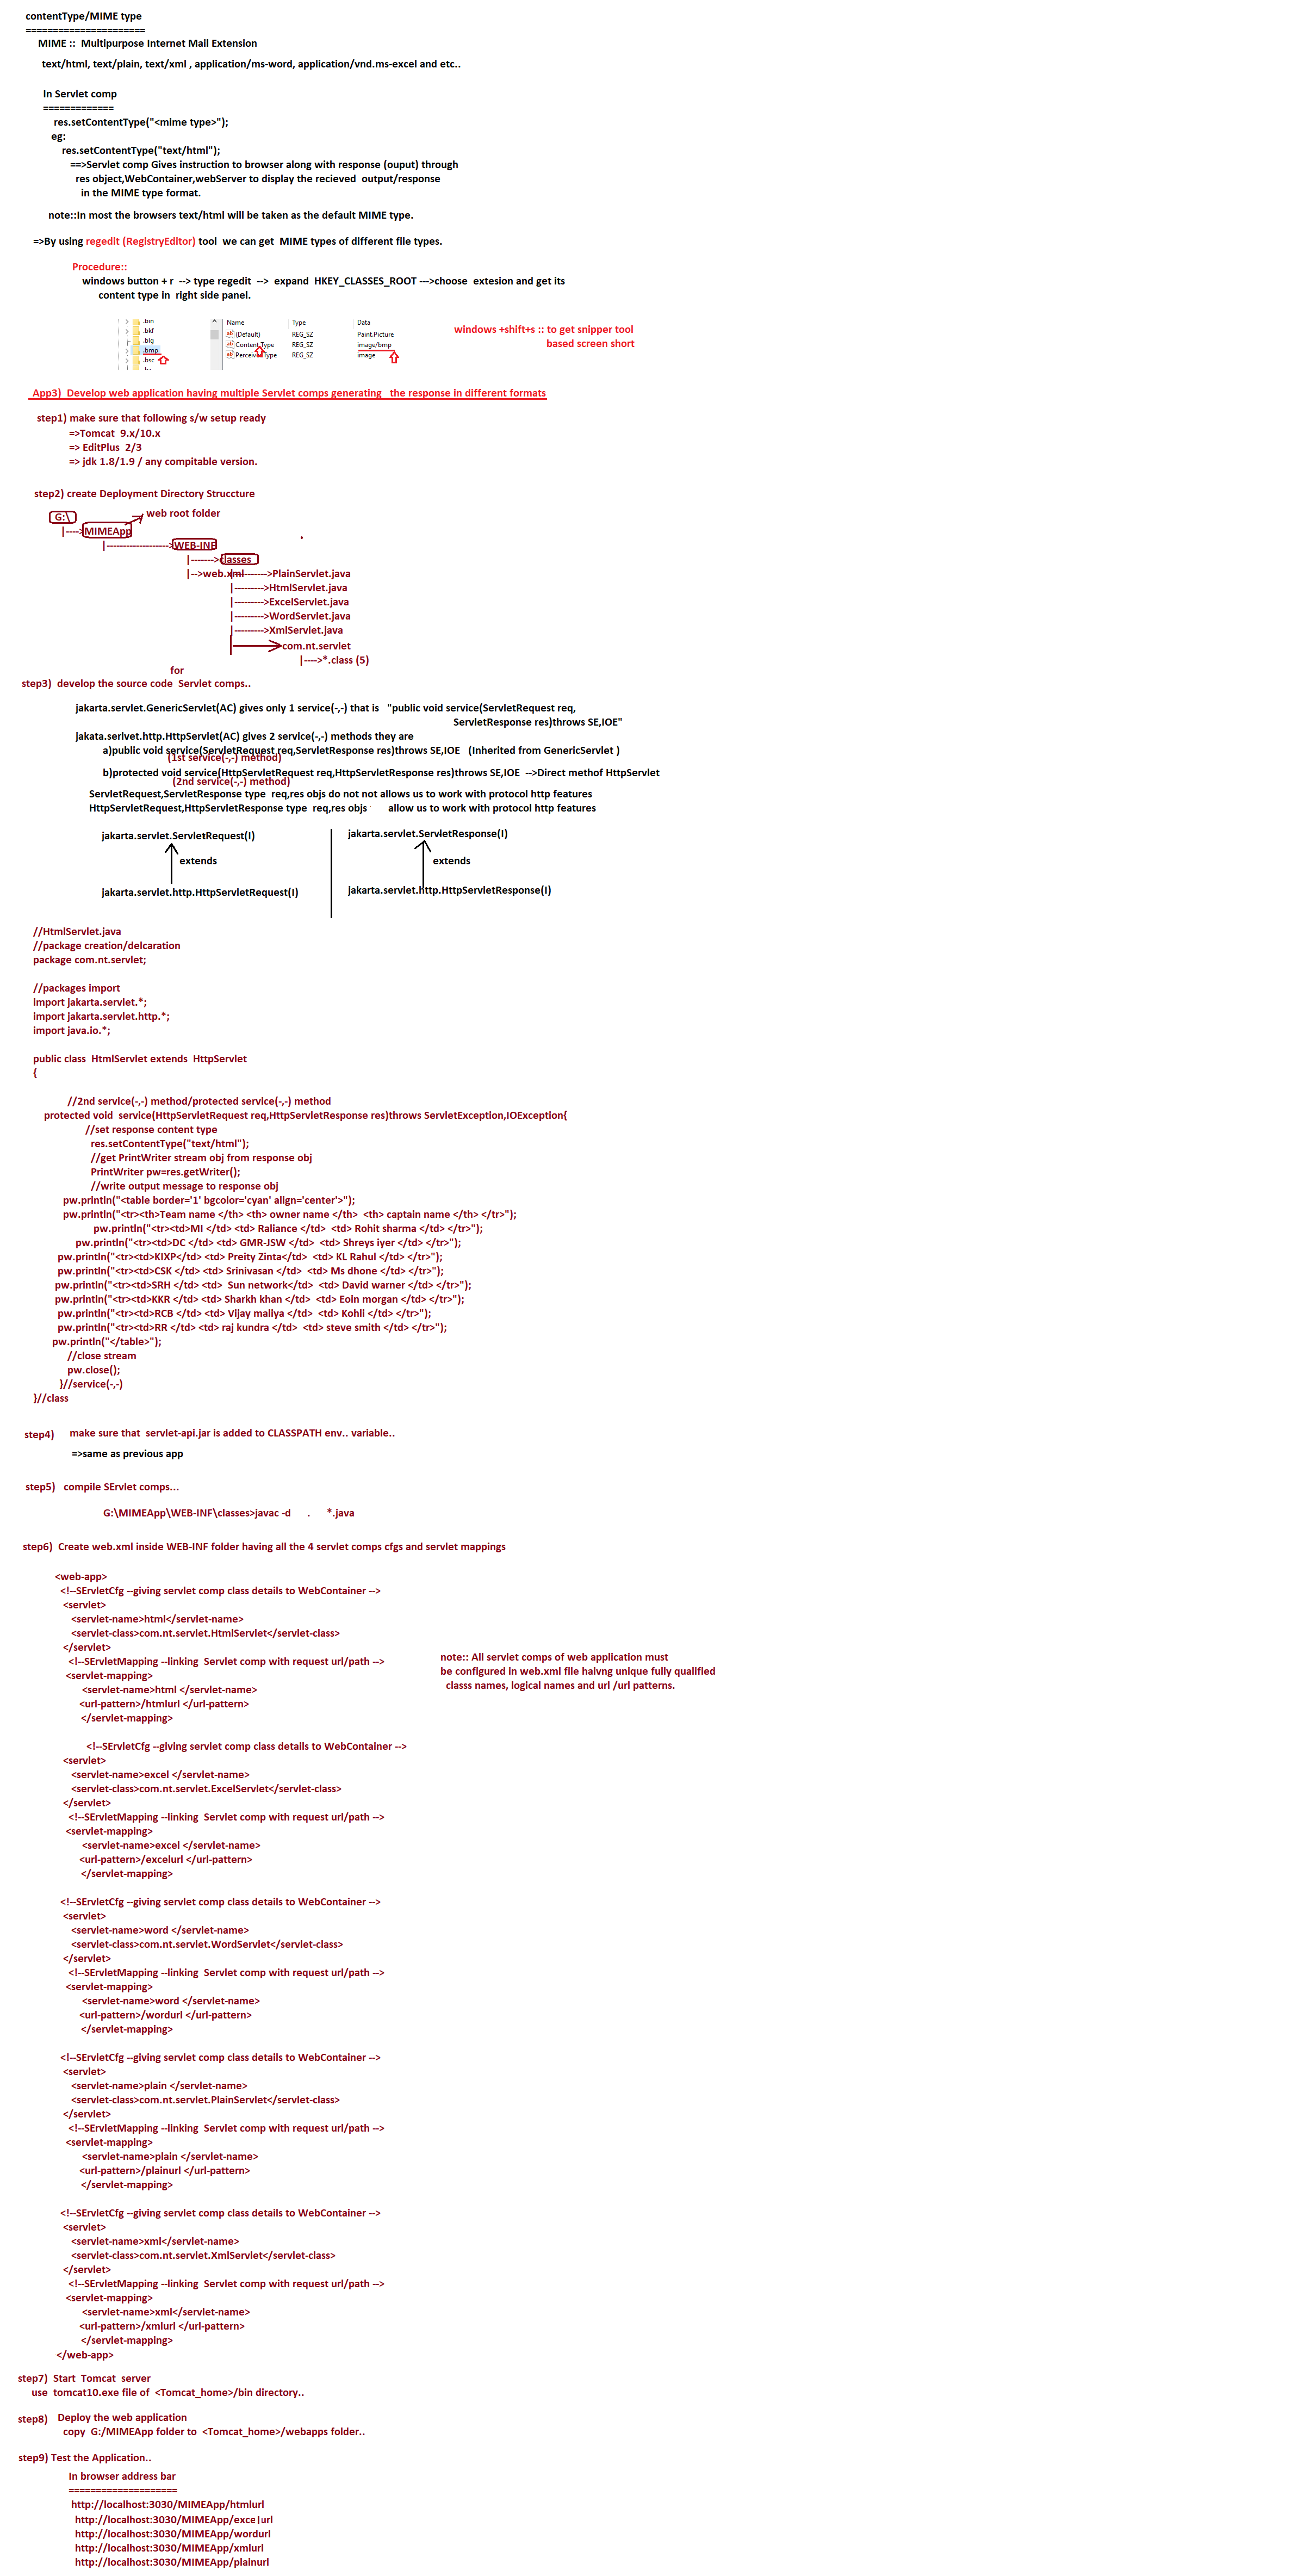 contentType/MIME type
======================
MIME :: Multipurpose Internet Mail Extension
text/html, text/plain, text/xml , application/ms-word, application/vnd.ms-excel and etc..
In Servlet comp
=============
res.setContentType("<mime type>");
eg:
res.setContentType("text/html");
==>Servlet comp Gives instruction to browser along with response (ouput) through
res object,WebContainer,webServer to display the recieved output/response
in the MIME type format.
note::In most the browsers text/html will be taken as the default MIME type.
=>By using regedit (RegistryEditor) tool we can get MIME types of different file types.
Procedure::
windows button + r --> type regedit --> expand HKEY_CLASSES_ROOT --->choose extesion and get its
content type in right side panel.
.bin
.bkf
.blg
.bmp
.bsc
Name Type Data
(Default) REG_SZ Paint.Picture
Content Type REG_SZ image/bmp
PerceivedType REG_SZ image
windows +shift+s :: to get snipper tool
based screen short
App3) Develop web application having multiple Servlet comps generating the response in different formats
step1) make sure that following s/w setup ready
=>Tomcat 9.x/10.x
=> EditPlus 2/3
=> jdk 1.8/1.9 / any compitable version.
step2) create Deployment Directory Struccture
G:\
web root folder
|---->MIMEApp
|------------------->WEB-INF
|------->classes
|-->web.xml
|--------->PlainServlet.java
|--------->HtmlServlet.java
|--------->ExcelServlet.java
|--------->WordServlet.java
|--------->XmlServlet.java
com.nt.servlet
|---->*.class (5)
for
step3) develop the source code Servlet comps..
jakarta.servlet.GenericServlet(AC) gives only 1 service(-,-) that is "public void service(ServletRequest req,
ServletResponse res)throws SE,IOE"
jakata.serlvet.http.HttpServlet(AC) gives 2 service(-,-) methods they are
a)public void service(ServletRequest req,ServletResponse res)throws SE,IOE (Inherited from GenericServlet )
(1st service(-,-) method)
b)protected void service(HttpServletRequest req,HttpServletResponse res)throws SE,IOE -->Direct methof HttpServlet
(2nd service(-,-) method)
ServletRequest,ServletResponse type req,res objs do not not allows us to work with protocol http features
HttpServletRequest,HttpServletResponse type req,res objs allow us to work with protocol http features
jakarta.servlet.ServletRequest(I)
extends
jakarta.servlet.http.HttpServletRequest(I)
jakarta.servlet.ServletResponse(I)
extends
jakarta.servlet.http.HttpServletResponse(I)
//HtmlServlet.java
//package creation/delcaration
package com.nt.servlet;
//packages import
import jakarta.servlet.*;
import jakarta.servlet.http.*;
import java.io.*;
public class HtmlServlet extends HttpServlet
{
//2nd service(-,-) method/protected service(-,-) method
protected void service(HttpServletRequest req,HttpServletResponse res)throws ServletException,IOException{
//set response content type
res.setContentType("text/html");
//get PrintWriter stream obj from response obj
PrintWriter pw=res.getWriter();
//write output message to response obj
pw.println("<table border='1' bgcolor='cyan' align='center'>");
pw.println("<tr><th>Team name </th> <th> owner name </th> <th> captain name </th> </tr>");
pw.println("<tr><td>MI </td> <td> Raliance </td> <td> Rohit sharma </td> </tr>");
pw.println("<tr><td>DC </td> <td> GMR-JSW </td> <td> Shreys iyer </td> </tr>");
pw.println("<tr><td>KIXP</td> <td> Preity Zinta</td> <td> KL Rahul </td> </tr>");
pw.println("<tr><td>CSK </td> <td> Srinivasan </td> <td> Ms dhone </td> </tr>");
pw.println("<tr><td>SRH </td> <td> Sun network</td> <td> David warner </td> </tr>");
pw.println("<tr><td>KKR </td> <td> Sharkh khan </td> <td> Eoin morgan </td> </tr>");
pw.println("<tr><td>RCB </td> <td> Vijay maliya </td> <td> Kohli </td> </tr>");
pw.println("<tr><td>RR </td> <td> raj kundra </td> <td> steve smith </td> </tr>");
pw.println("</table>");
//close stream
pw.close();
}//service(-,-)
}//class
step4) make sure that servlet-api.jar is added to CLASSPATH env.. variable..
=>same as previous app
step5) compile SErvlet comps...
G:\MIMEApp\WEB-INF\classes>javac -d . *.java
step6) Create web.xml inside WEB-INF folder having all the 4 servlet comps cfgs and servlet mappings
<web-app>
<!--SErvletCfg --giving servlet comp class details to WebContainer -->
<servlet>
<servlet-name>html</servlet-name>
<servlet-class>com.nt.servlet.HtmlServlet</servlet-class>
</servlet>
<!--SErvletMapping --linking Servlet comp with request url/path -->
<servlet-mapping>
<servlet-name>html </servlet-name>
<url-pattern>/htmlurl </url-pattern>
</servlet-mapping>
note:: All servlet comps of web application must
be configured in web.xml file haivng unique fully qualified
classs names, logical names and url /url patterns.
<!--SErvletCfg --giving servlet comp class details to WebContainer -->
<servlet>
<servlet-name>excel </servlet-name>
<servlet-class>com.nt.servlet.ExcelServlet</servlet-class>
</servlet>
<!--SErvletMapping --linking Servlet comp with request url/path -->
<servlet-mapping>
<servlet-name>excel </servlet-name>
<url-pattern>/excelurl </url-pattern>
</servlet-mapping>
<!--SErvletCfg --giving servlet comp class details to WebContainer -->
<servlet>
<servlet-name>word </servlet-name>
<servlet-class>com.nt.servlet.WordServlet</servlet-class>
</servlet>
<!--SErvletMapping --linking Servlet comp with request url/path -->
<servlet-mapping>
<servlet-name>word </servlet-name>
<url-pattern>/wordurl </url-pattern>
</servlet-mapping>
<!--SErvletCfg --giving servlet comp class details to WebContainer -->
<servlet>
<servlet-name>plain </servlet-name>
<servlet-class>com.nt.servlet.PlainServlet</servlet-class>
</servlet>
<!--SErvletMapping --linking Servlet comp with request url/path -->
<servlet-mapping>
<servlet-name>plain </servlet-name>
<url-pattern>/plainurl </url-pattern>
</servlet-mapping>
<!--SErvletCfg --giving servlet comp class details to WebContainer -->
<servlet>
<servlet-name>xml</servlet-name>
<servlet-class>com.nt.servlet.XmlServlet</servlet-class>
</servlet>
<!--SErvletMapping --linking Servlet comp with request url/path -->
<servlet-mapping>
<servlet-name>xml</servlet-name>
<url-pattern>/xmlurl </url-pattern>
</servlet-mapping>
</web-app>
step7) Start Tomcat server
use tomcat10.exe file of <Tomcat_home>/bin directory..
step8) Deploy the web application
copy G:/MIMEApp folder to <Tomcat_home>/webapps folder..
step9) Test the Application..
In browser address bar
====================
http://localhost:3030/MIMEApp/htmlurl
http://localhost:3030/MIMEApp/excelurl
http://localhost:3030/MIMEApp/wordurl
http://localhost:3030/MIMEApp/xmlurl
http://localhost:3030/MIMEApp/plainurl